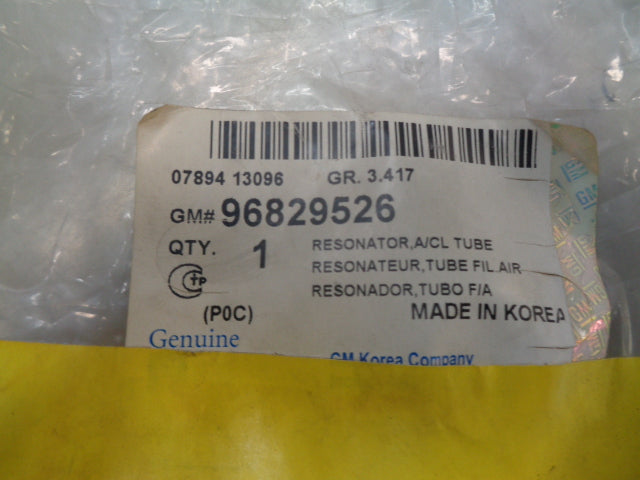 07894 13096 GR. 3.417
GM# 96829526
QTY. 1 RESONATOR,A/CL TUBE
RESONATEUR,TUBE FIL.AIR
RESONADOR,TUBO F/A
(P0C) MADE IN KOREA
Genuine
GM Korea Company